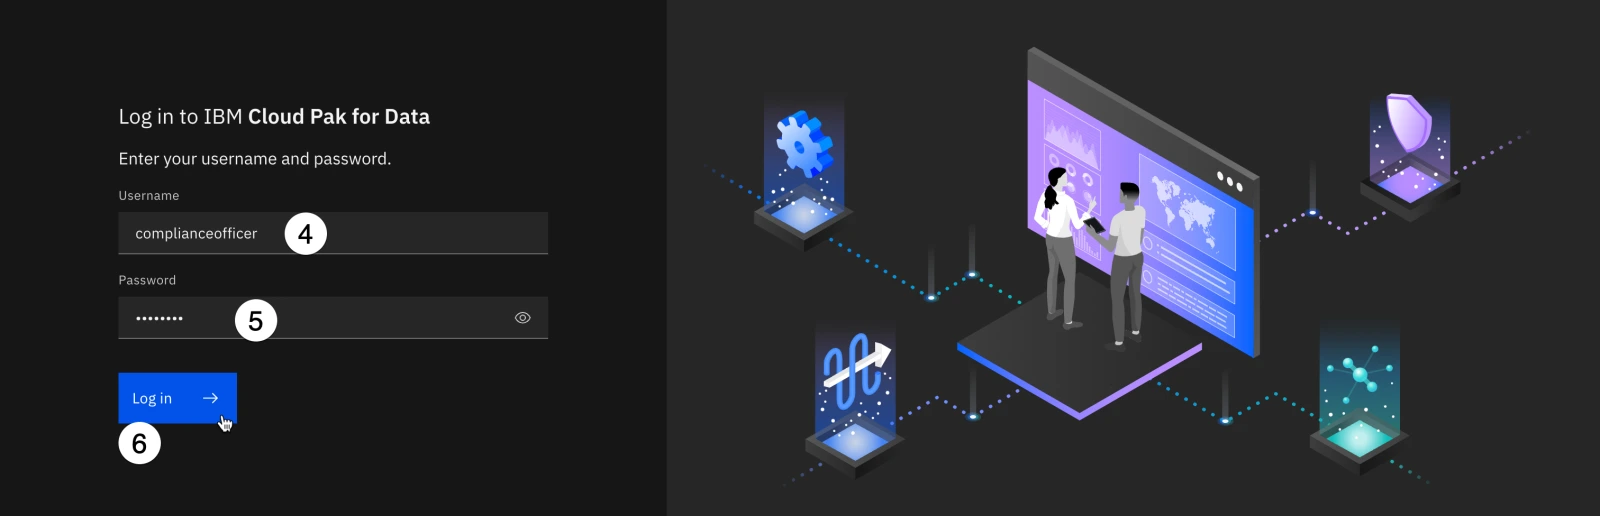 Log in to IBM Cloud Pak for Data
Enter your username and password.
Username
complianceofficer 4
Password
•••••••• 5
Log in →
6